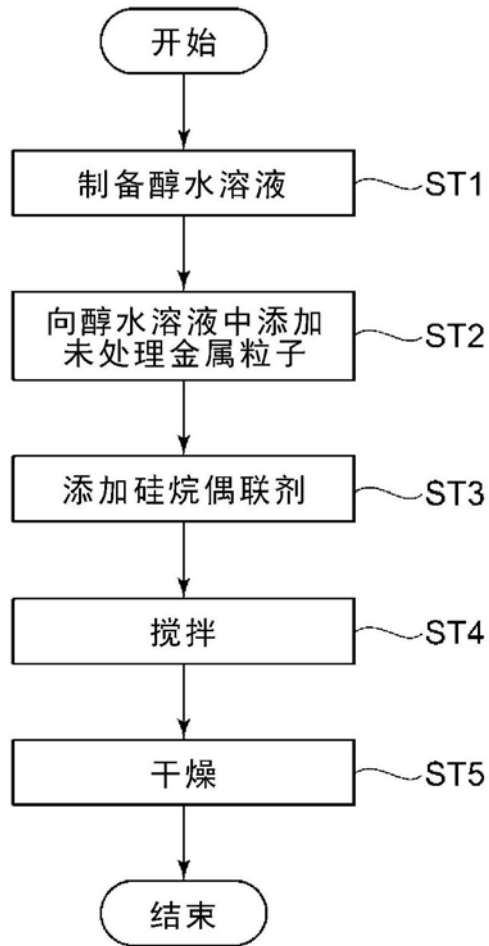 开始
制备醇水溶液
ST1
向醇水溶液中添加
未处理金属粒子
ST2
添加硅烷偶联剂
ST3
搅拌
ST4
干燥
ST5
结束